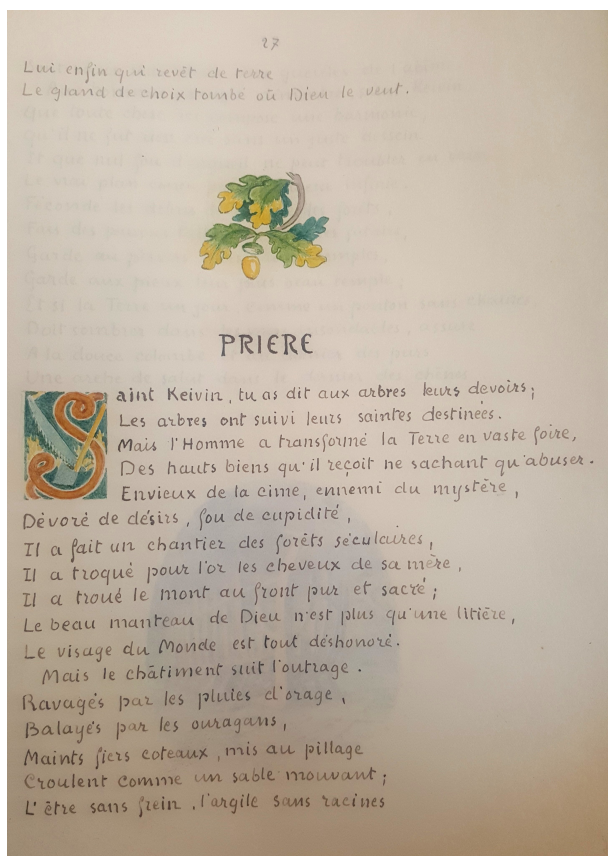 27
Lui enfin qui revêt de terre
Le gland de choix tombé où Dieu le veut.
PRIERE
Saint Keivin, tu as dit aux arbres leurs devoirs;
Les arbres ont suivi leurs saintes destinées.
Mais l'Homme a transformé la Terre en vaste foire,
Des hauts biens qu'il reçoit ne sachant qu'abuser.
Envieux de la cime, ennemi du mystère,
Dévoré de désirs, fou de cupidité,
Il a fait un chantier des forêts séculaires,
Il a troqué pour l'or les cheveux de sa mère,
Il a troué le mont au front pur et sacré;
Le beau manteau de Dieu n'est plus qu'une litière,
Le visage du Monde est tout déshonoré.
Mais le châtiment suit l'outrage.
Ravagés par les pluies d'orage,
Balayés par les ouragans,
Maints fiers coteaux, mis au pillage
Croulent comme un sable mouvant;
L'être sans frein, l'argile sans racines